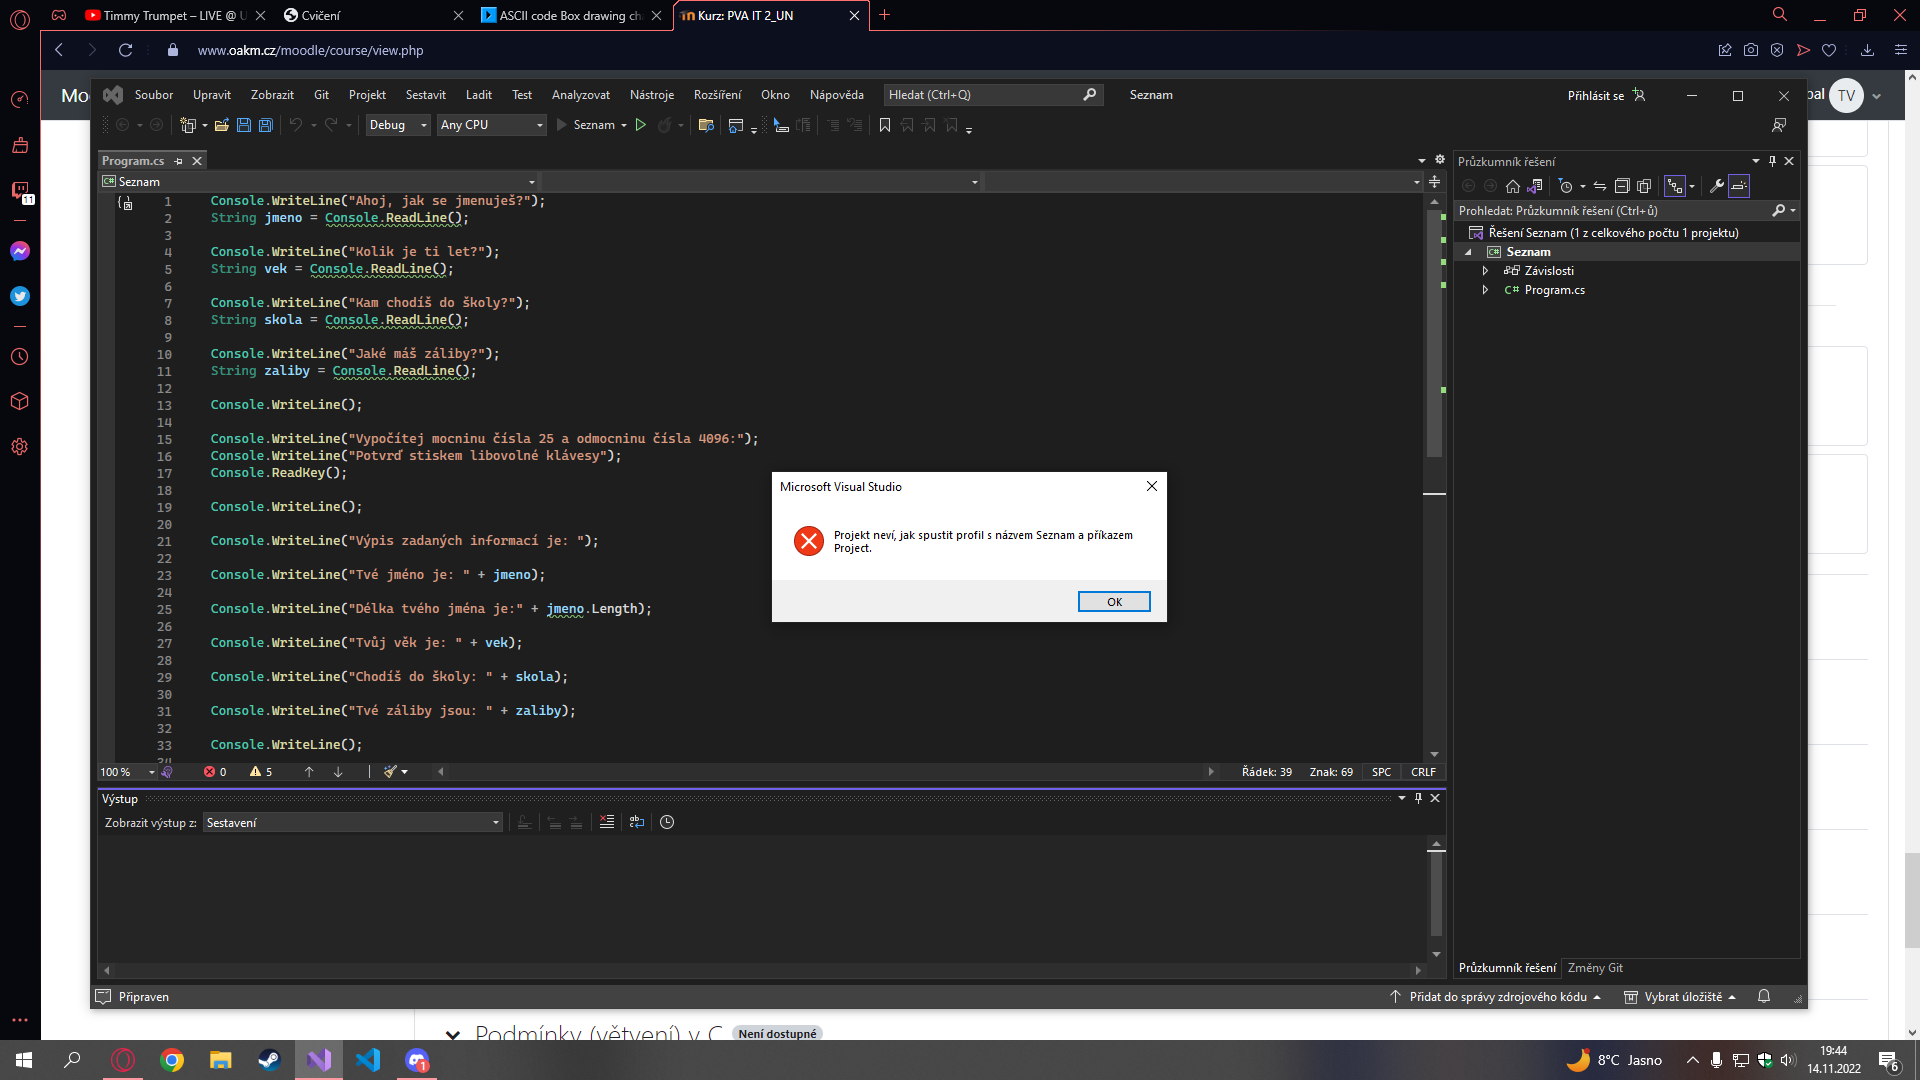 Timmy Trumpet – LIVE @ U
Cvičení
ASCII code Box drawing ch
Kurz: PVA IT 2_UN
www.oakm.cz/moodle/course/view.php
11
Moo
pal
TV
Soubor Upravit Zobrazit Git Projekt Sestavit Ladit Test Analyzovat Nástroje Rozšíření Okno Nápověda
Hledat (Ctrl+Q)
Seznam
Přihlásit se
Debug
Any CPU
Seznam
Program.cs
Seznam
1 Console.WriteLine("Ahoj, jak se jmenuješ?");
2 String jmeno = Console.ReadLine();
3
4 Console.WriteLine("Kolik je ti let?");
5 String vek = Console.ReadLine();
6
7 Console.WriteLine("Kam chodíš do školy?");
8 String skola = Console.ReadLine();
9
10 Console.WriteLine("Jaké máš záliby?");
11 String zaliby = Console.ReadLine();
12
13 Console.WriteLine();
14
15 Console.WriteLine("Vypočítej mocninu čísla 25 a odmocninu čísla 4096:");
16 Console.WriteLine("Potvrď stiskem libovolné klávesy");
17 Console.ReadKey();
18
19 Console.WriteLine();
20
21 Console.WriteLine("Výpis zadaných informací je: ");
22
23 Console.WriteLine("Tvé jméno je: " + jmeno);
24
25 Console.WriteLine("Délka tvého jména je:" + jmeno.Length);
26
27 Console.WriteLine("Tvůj věk je: " + vek);
28
29 Console.WriteLine("Chodíš do školy: " + skola);
30
31 Console.WriteLine("Tvé záliby jsou: " + zaliby);
32
33 Console.WriteLine();
34
Microsoft Visual Studio
Projekt neví, jak spustit profil s názvem Seznam a příkazem
Project.
OK
Průzkumník řešení
Prohledat: Průzkumník řešení (Ctrl+ů)
Řešení Seznam (1 z celkového počtu 1 projektu)
Seznam
Závislosti
C# Program.cs
100 %
0
5
Řádek: 39 Znak: 69 SPC CRLF
Výstup
Zobrazit výstup z: Sestavení
Průzkumník řešení
Změny Git
Připraven
Přidat do správy zdrojového kódu
Vybrat úložiště
Podmínky (větvení) v C
Není dostupné
1
8°C Jasno
19:44
14.11.2022
6